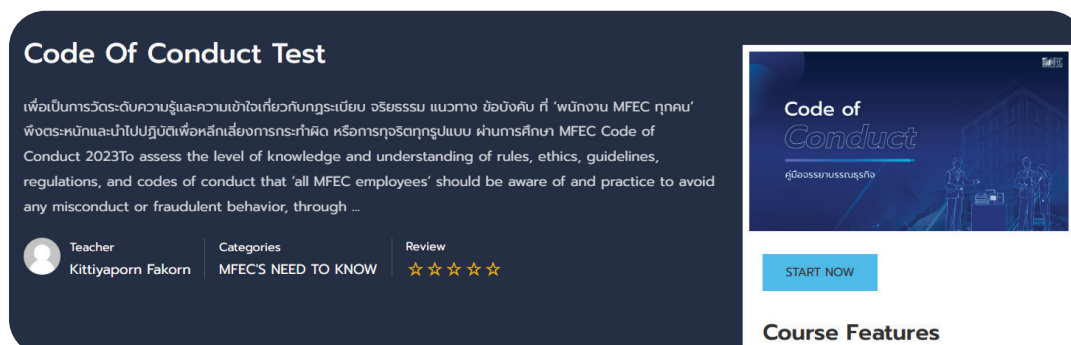 Code Of Conduct Test
เพื่อเป็นการวัดระดับความรู้และความเข้าใจเกี่ยวกับกฎระเบียบ จริยธรรม แนวทาง ข้อบังคับ ที่ ‘พนักงาน MFEC ทุกคน’
พึงตระหนักและนำไปปฏิบัติเพื่อหลีกเลี่ยงการกระทำผิด หรือการทุจริตทุกรูปแบบ ผ่านการศึกษา MFEC Code of
Conduct 2023To assess the level of knowledge and understanding of rules, ethics, guidelines,
regulations, and codes of conduct that ‘all MFEC employees’ should be aware of and practice to avoid
any misconduct or fraudulent behavior, through ...
Teacher
Kittiyaporn Fakorn
Categories
MFEC'S NEED TO KNOW
Review
MFEC
Code of
Conduct
คู่มือจรรยาบรรณธุรกิจ
START NOW
Course Features